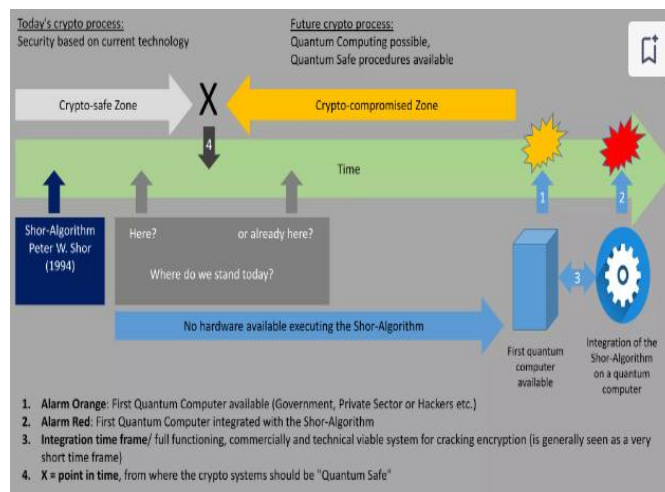 Today's crypto process:
Security based on current technology
Future crypto process:
Quantum Computing possible,
Quantum Safe procedures available
Crypto-safe Zone
X
Crypto-compromised Zone
4
Time
1
2
Shor-Algorithm
Peter W. Shor
(1994)
Here?
or already here?
Where do we stand today?
3
No hardware available executing the Shor-Algorithm
First quantum
computer
available
Integration of the
Shor-Algorithm
on a quantum
computer
1. Alarm Orange: First Quantum Computer available (Government, Private Sector or Hackers etc.)
2. Alarm Red: First Quantum Computer integrated with the Shor-Algorithm
3. Integration time frame/ full functioning, commercially and technical viable system for cracking encryption (is generally seen as a very
short time frame)
4. X = point in time, from where the crypto systems should be "Quantum Safe"